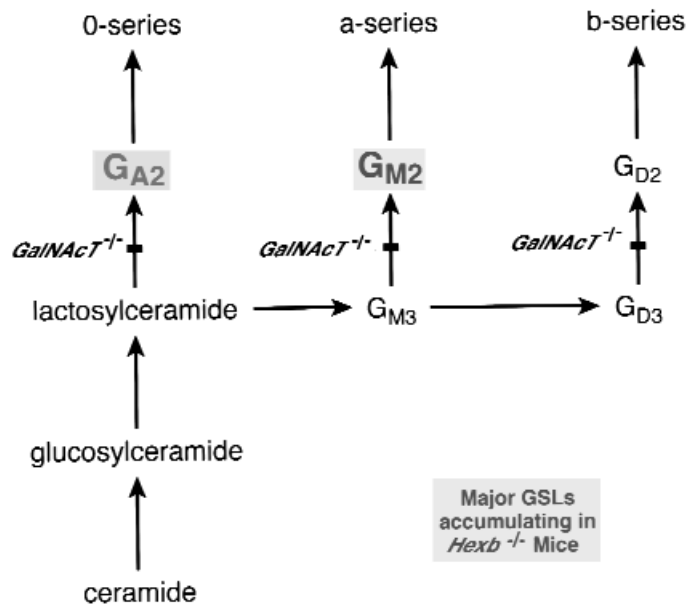 0-series a-series b-series
GA2 GM2 GD2
GalNAcT-/- GalNAcT-/- GalNAcT-/-
lactosylceramide GM3 GD3
glucosylceramide
Major GSLs
accumulating in
Hexb -/- Mice
ceramide